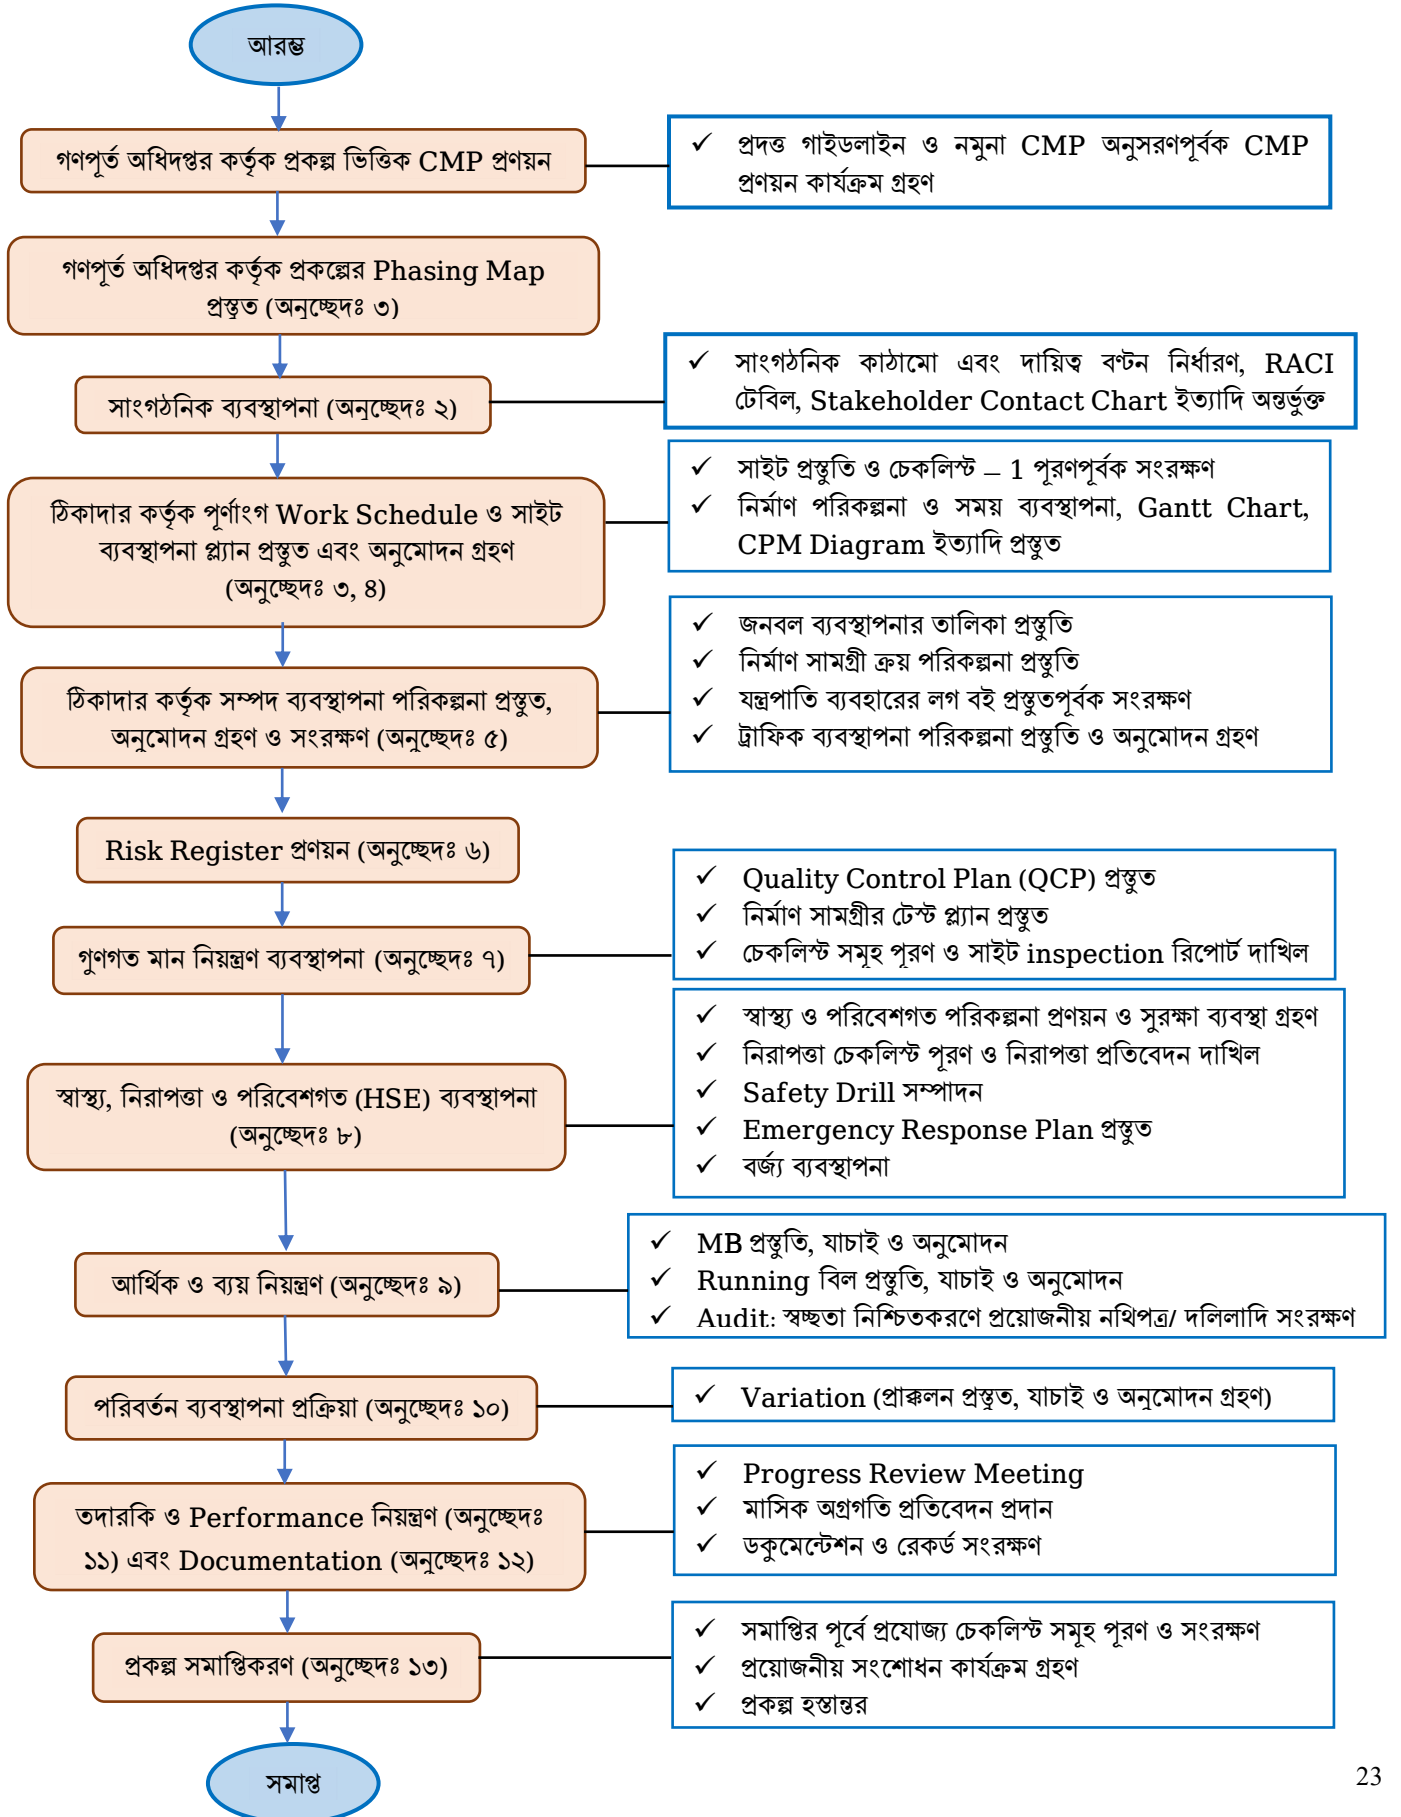 আরম্ভ
গণপূর্ত অধিদপ্তর কর্তৃক প্রকল্প ভিত্তিক CMP প্রণয়ন
✓ প্রদত্ত গাইডলাইন ও নমুনা CMP অনুসরণপূর্বক CMP
প্রণয়ন কার্যক্রম গ্রহণ
গণপূর্ত অধিদপ্তর কর্তৃক প্রকল্পের Phasing Map
প্রস্তুত (অনুচ্ছেদঃ ৩)
সাংগঠনিক ব্যবস্থাপনা (অনুচ্ছেদঃ ২)
✓ সাংগঠনিক কাঠামো এবং দায়িত্ব বণ্টন নির্ধারণ, RACI
টেবিল, Stakeholder Contact Chart ইত্যাদি অন্তর্ভুক্ত
ঠিকাদার কর্তৃক পূর্ণাংগ Work Schedule ও সাইট
ব্যবস্থাপনা প্ল্যান প্রস্তুত এবং অনুমোদন গ্রহণ
(অনুচ্ছেদঃ ৩, ৪)
✓ সাইট প্রস্তুতি ও চেকলিস্ট – 1 পূরণপূর্বক সংরক্ষণ
✓ নির্মাণ পরিকল্পনা ও সময় ব্যবস্থাপনা, Gantt Chart,
CPM Diagram ইত্যাদি প্রস্তুত
ঠিকাদার কর্তৃক সম্পদ ব্যবস্থাপনা পরিকল্পনা প্রস্তুত,
অনুমোদন গ্রহণ ও সংরক্ষণ (অনুচ্ছেদঃ ৫)
✓ জনবল ব্যবস্থাপনার তালিকা প্রস্তুতি
✓ নির্মাণ সামগ্রী ক্রয় পরিকল্পনা প্রস্তুতি
✓ যন্ত্রপাতি ব্যবহারের লগ বই প্রস্তুতপূর্বক সংরক্ষণ
✓ ট্রাফিক ব্যবস্থাপনা পরিকল্পনা প্রস্তুতি ও অনুমোদন গ্রহণ
Risk Register প্রণয়ন (অনুচ্ছেদঃ ৬)
গুণগত মান নিয়ন্ত্রণ ব্যবস্থাপনা (অনুচ্ছেদঃ ৭)
✓ Quality Control Plan (QCP) প্রস্তুত
✓ নির্মাণ সামগ্রীর টেস্ট প্ল্যান প্রস্তুত
✓ চেকলিস্ট সমূহ পূরণ ও সাইট inspection রিপোর্ট দাখিল
স্বাস্থ্য, নিরাপত্তা ও পরিবেশগত (HSE) ব্যবস্থাপনা
(অনুচ্ছেদঃ ৮)
✓ স্বাস্থ্য ও পরিবেশগত পরিকল্পনা প্রণয়ন ও সুরক্ষা ব্যবস্থা গ্রহণ
✓ নিরাপত্তা চেকলিস্ট পূরণ ও নিরাপত্তা প্রতিবেদন দাখিল
✓ Safety Drill সম্পাদন
✓ Emergency Response Plan প্রস্তুত
✓ বর্জ্য ব্যবস্থাপনা
আর্থিক ও ব্যয় নিয়ন্ত্রণ (অনুচ্ছেদঃ ৯)
✓ MB প্রস্তুতি, যাচাই ও অনুমোদন
✓ Running বিল প্রস্তুতি, যাচাই ও অনুমোদন
✓ Audit: স্বচ্ছতা নিশ্চিতকরণে প্রয়োজনীয় নথিপত্র/ দলিলাদি সংরক্ষণ
পরিবর্তন ব্যবস্থাপনা প্রক্রিয়া (অনুচ্ছেদঃ ১০)
✓ Variation (প্রাক্কলন প্রস্তুত, যাচাই ও অনুমোদন গ্রহণ)
তদারকি ও Performance নিয়ন্ত্রণ (অনুচ্ছেদঃ
১১) এবং Documentation (অনুচ্ছেদঃ ১২)
✓ Progress Review Meeting
✓ মাসিক অগ্রগতি প্রতিবেদন প্রদান
✓ ডকুমেন্টেশন ও রেকর্ড সংরক্ষণ
প্রকল্প সমাপ্তিকরণ (অনুচ্ছেদঃ ১৩)
✓ সমাপ্তির পূর্বে প্রযোজ্য চেকলিস্ট সমূহ পূরণ ও সংরক্ষণ
✓ প্রয়োজনীয় সংশোধন কার্যক্রম গ্রহণ
✓ প্রকল্প হস্তান্তর
সমাপ্ত
23